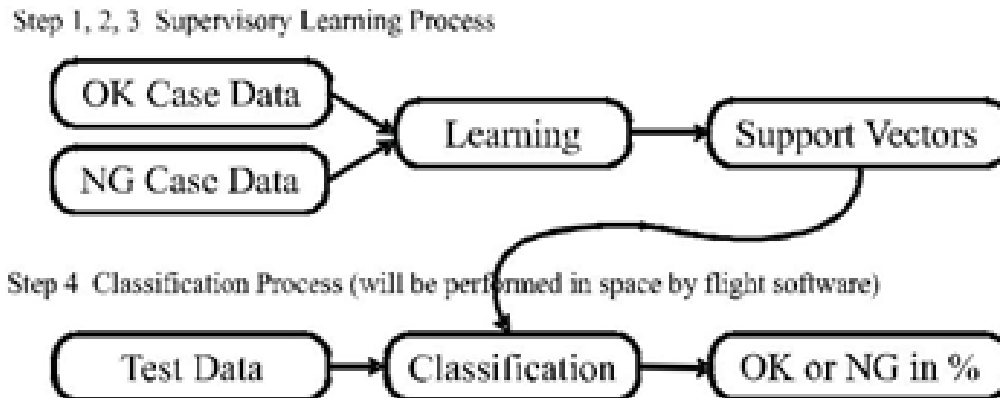 Step 1, 2, 3 Supervisory Learning Process
OK Case Data
NG Case Data
Learning
Support Vectors
Step 4 Classification Process (will be performed in space by flight software)
Test Data
Classification
OK or NG in %